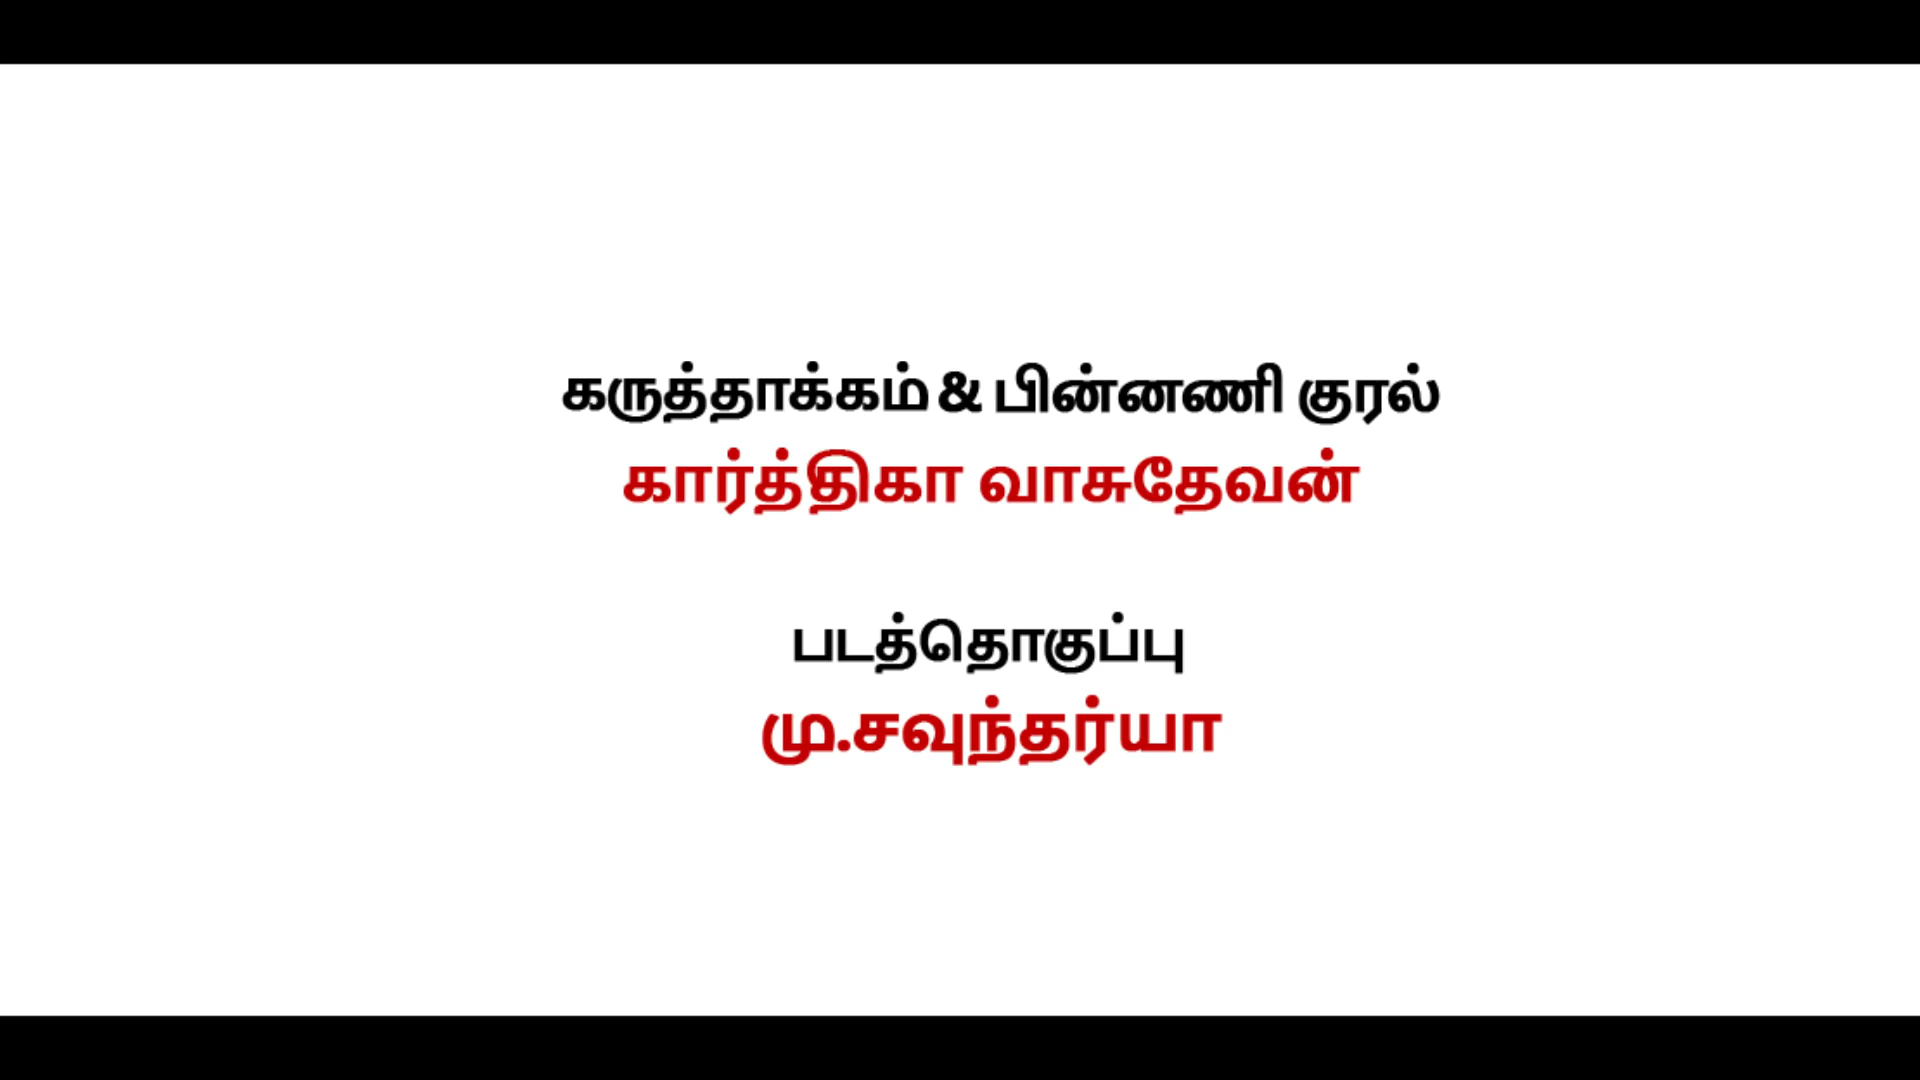 கருத்தாக்கம் & பின்னணி குரல்
கார்த்திகா வாசுதேவன்
படத்தொகுப்பு
மு.சவுந்தர்யா